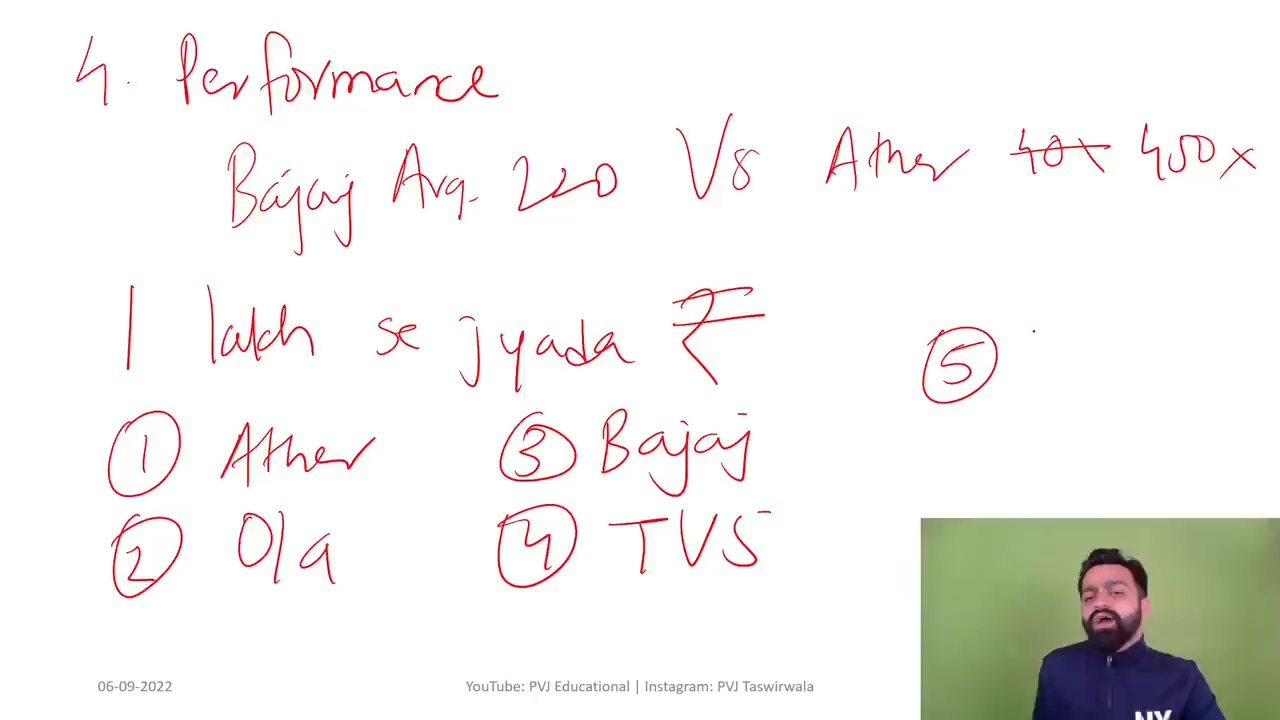 4. Performance
Bajaj Avg. 220 Vs Ather 40x 450x
1 lakh se jyada ₹
5
1 Ather 3 Bajaj
2 Ola 4 TVS
06-09-2022 YouTube: PVJ Educational | Instagram: PVJ Taswirwala